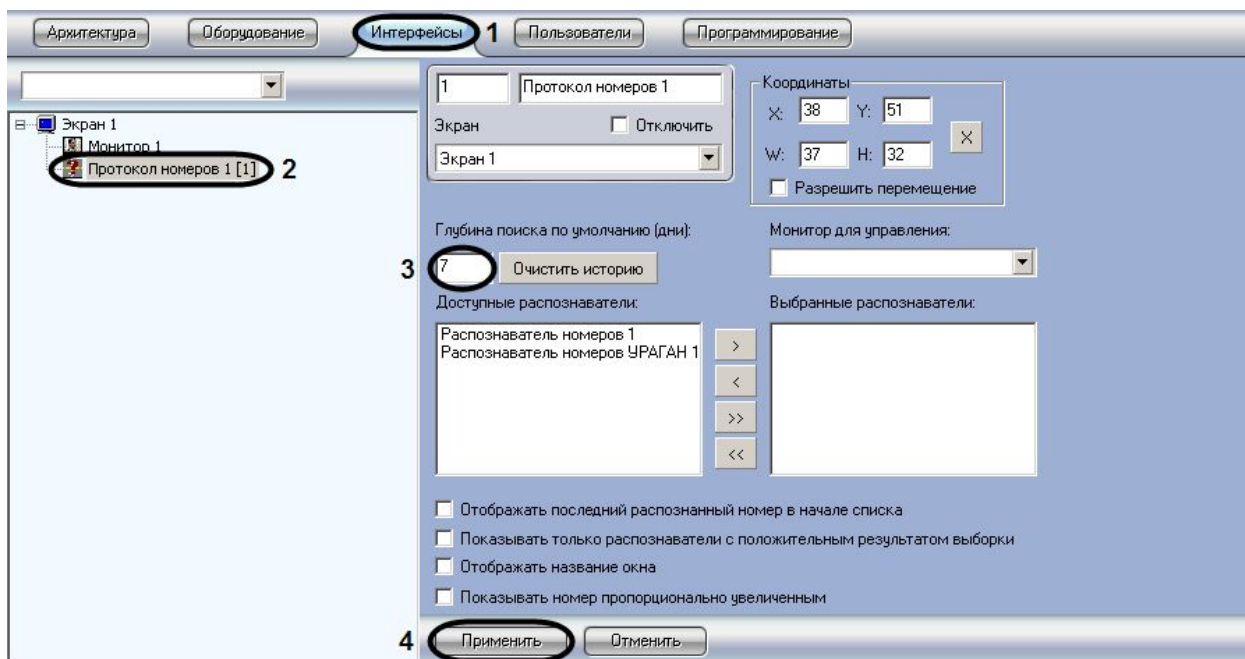 Архитектура Оборудование Интерфейсы 1 Пользователи Программирование
1 Протокол номеров 1
Координаты
X: 38 Y: 51
X
Экран 1
Экран Отключить
Монитор 1
Экран 1
W: 37 H: 32
Протокол номеров 1 [1] 2
Разрешить перемещение
Глубина поиска по умолчанию (дни): Монитор для управления:
3 7 Очистить историю
Доступные распознаватели: Выбранные распознаватели:
Распознаватель номеров 1
Распознаватель номеров УРАГАН 1
>
<
>>
<<
Отображать последний распознанный номер в начале списка
Показывать только распознаватели с положительным результатом выборки
Отображать название окна
Показывать номер пропорционально увеличенным
4 Применить Отменить